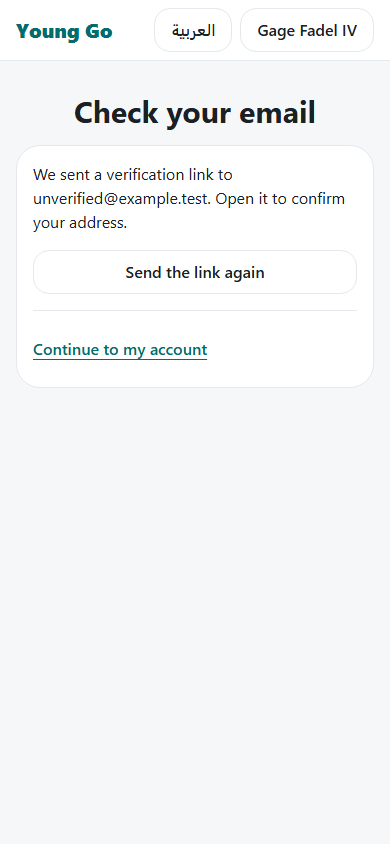 Young Go
العربية
Gage Fadel IV
Check your email
We sent a verification link to
unverified@example.test. Open it to confirm
your address.
Send the link again
Continue to my account